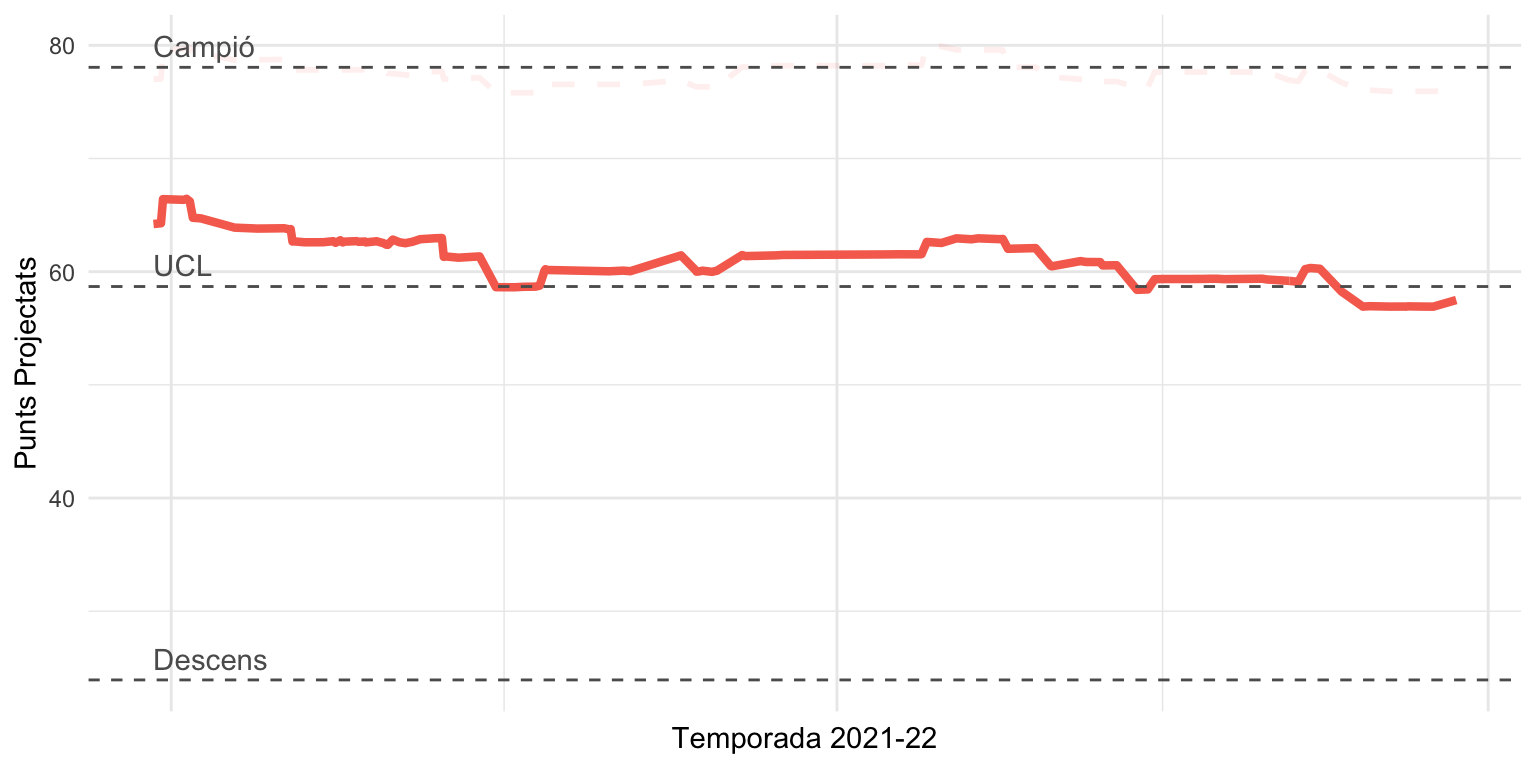 80
Campió
UCL
60
Punts Projectats
40
Descens
Temporada 2021-22